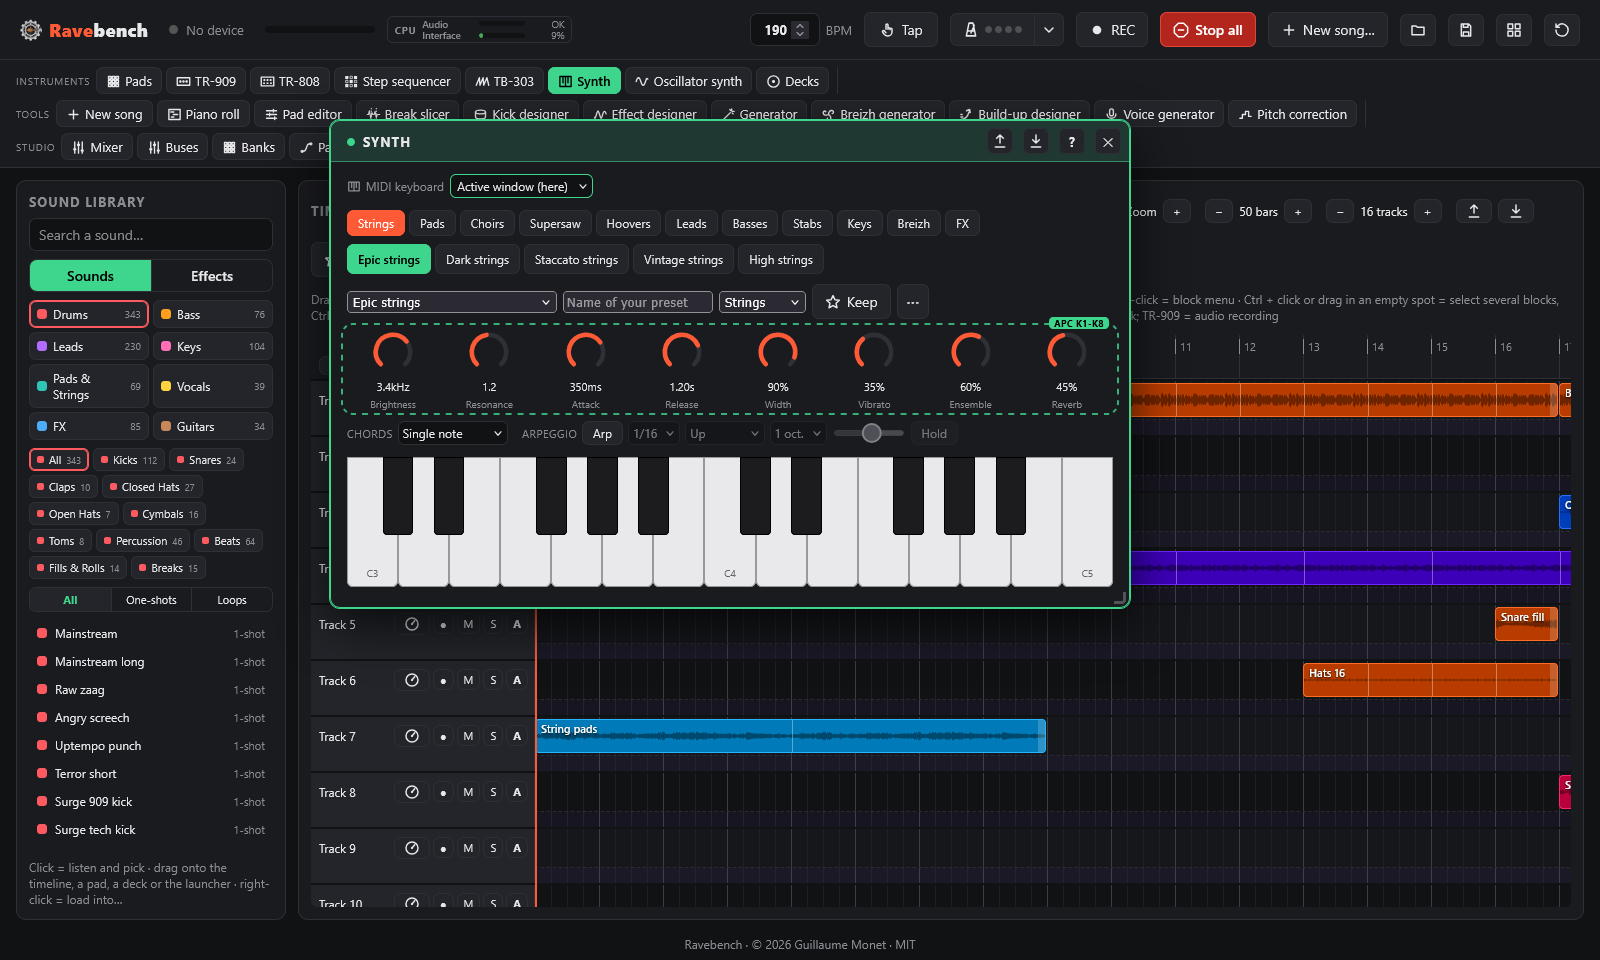 Ravebench
No device
CPU Audio Interface OK 9%
190 BPM
Tap
REC
Stop all
New song...
INSTRUMENTS Pads TR-909 TR-808 Step sequencer TB-303 Synth Oscillator synth Decks
TOOLS New song Piano roll Pad editor Break slicer Kick designer Effect designer Generator Breizh generator Build-up designer Voice generator Pitch correction
STUDIO Mixer Buses Banks
SYNTH ?
MIDI keyboard Active window (here)
Strings Pads Choirs Supersaw Hoovers Leads Basses Stabs Keys Breizh FX
Epic strings Dark strings Staccato strings Vintage strings High strings
Epic strings Name of your preset Strings Keep ...
APC K1-K8
3.4kHz 1.2 350ms 1.20s 90% 35% 60% 45%
Brightness Resonance Attack Release Width Vibrato Ensemble Reverb
CHORDS Single note ARPEGGIO Arp 1/16 Up 1 oct. Hold
C3 C4 C5
SOUND LIBRARY
Search a sound...
Sounds Effects
Drums 343 Bass 76
Leads 230 Keys 104
Pads & Strings 69 Vocals 39
FX 85 Guitars 34
All 343 Kicks 112 Snares 24
Claps 10 Closed Hats 27
Open Hats 7 Cymbals 16
Toms 8 Percussion 46 Beats 64
Fills & Rolls 14 Breaks 15
All One-shots Loops
Mainstream 1-shot
Mainstream long 1-shot
Raw zaag 1-shot
Angry screech 1-shot
Uptempo punch 1-shot
Terror short 1-shot
Surge 909 kick 1-shot
Surge tech kick 1-shot
Click = listen and pick · drag onto the
timeline, a pad, a deck or the launcher · right-
click = load into...
- 50 bars + - 16 tracks +
-click = block menu · Ctrl + click or drag in an empty spot = select several blocks,
TR-909 = audio recording
11 12 13 14 15 16
Track 5 M S A Snare fill
Track 6 M S A Hats 16
Track 7 M S A String pads
Track 8 M S A
Track 9 M S A
Track 10 M S A
Ravebench · © 2026 Guillaume Monet · MIT